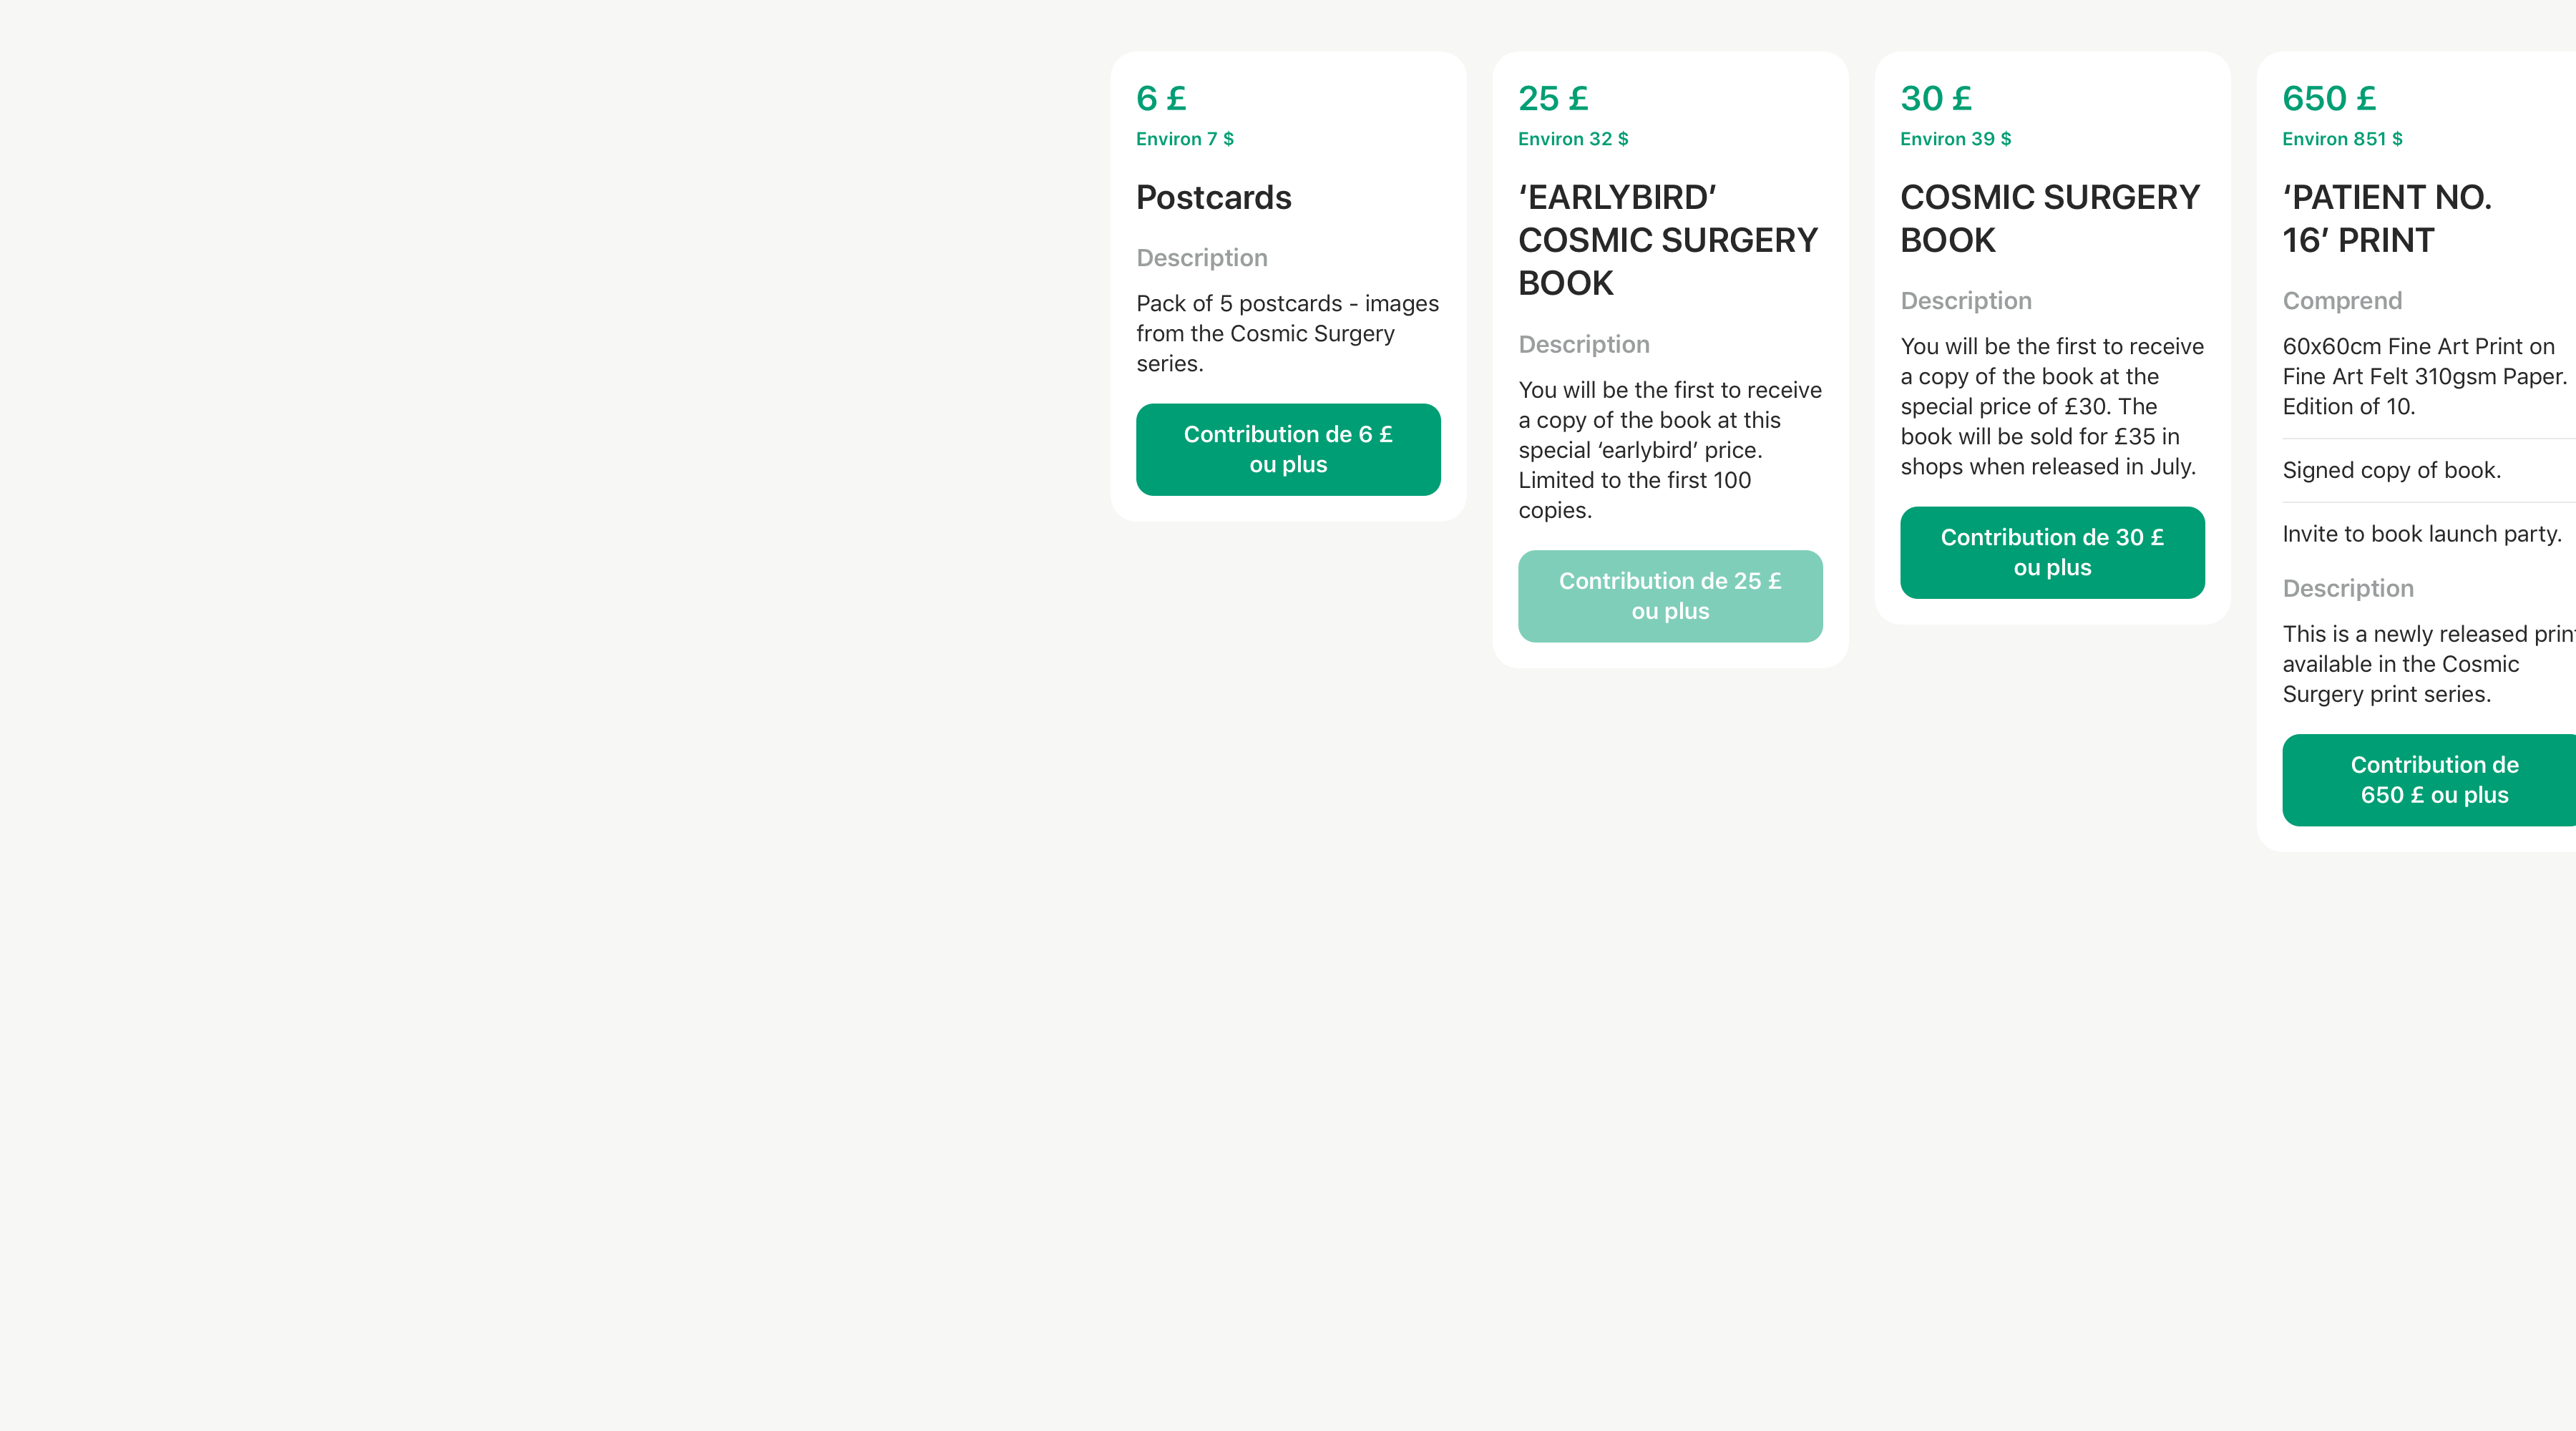 6 £
Environ 7 $
Postcards
Description
Pack of 5 postcards - images
from the Cosmic Surgery
series.
Contribution de 6 £
ou plus
25 £
Environ 32 $
‘EARLYBIRD’
COSMIC SURGERY
BOOK
Description
You will be the first to receive
a copy of the book at this
special ‘earlybird’ price.
Limited to the first 100
copies.
Contribution de 25 £
ou plus
30 £
Environ 39 $
COSMIC SURGERY
BOOK
Description
You will be the first to receive
a copy of the book at the
special price of £30. The
book will be sold for £35 in
shops when released in July.
Contribution de 30 £
ou plus
650 £
Environ 851 $
‘PATIENT NO.
16’ PRINT
Comprend
60x60cm Fine Art Print on
Fine Art Felt 310gsm Paper.
Edition of 10.
Signed copy of book.
Invite to book launch party.
Description
This is a newly released print
available in the Cosmic
Surgery print series.
Contribution de
650 £ ou plus